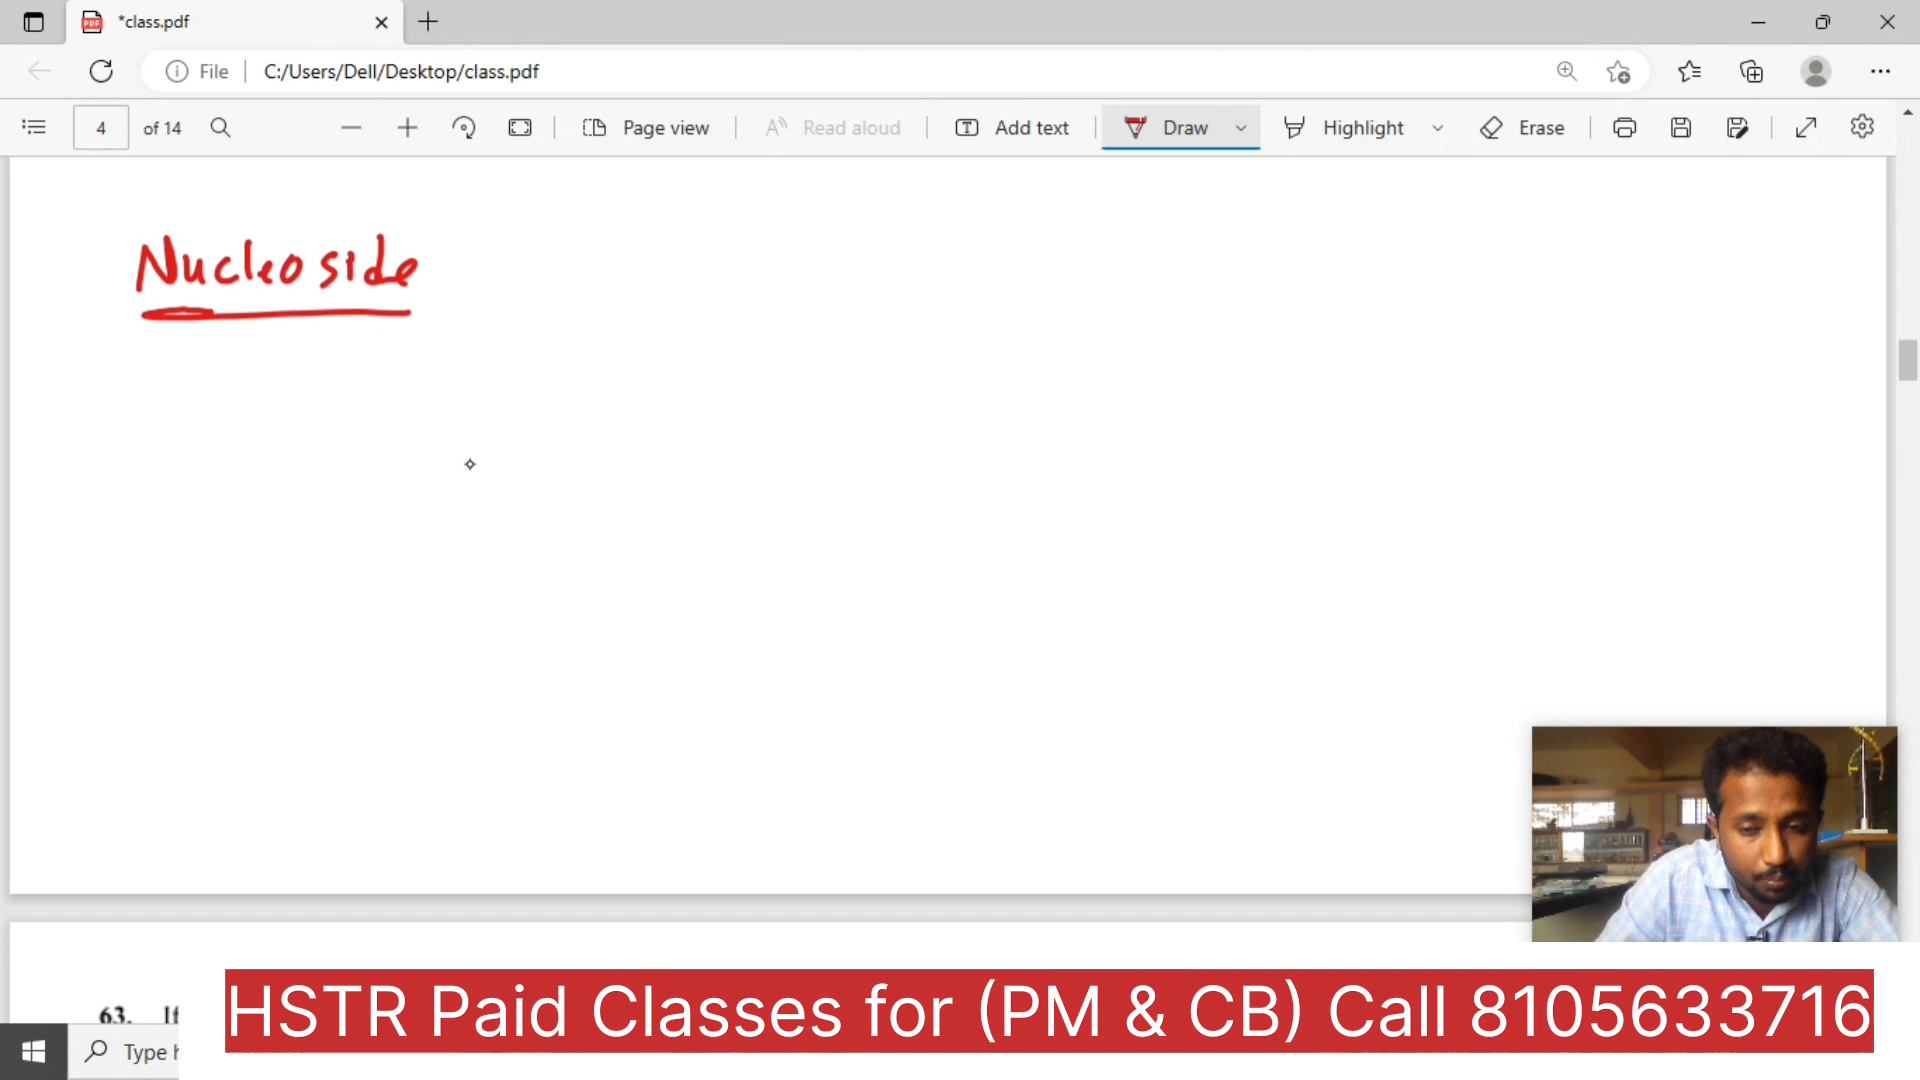 *class.pdf
File C:/Users/Dell/Desktop/class.pdf
4 of 14 Page view Read aloud Add text Draw Highlight Erase
Nucleoside
63. If
HSTR Paid Classes for (PM & CB) Call 8105633716
Type h